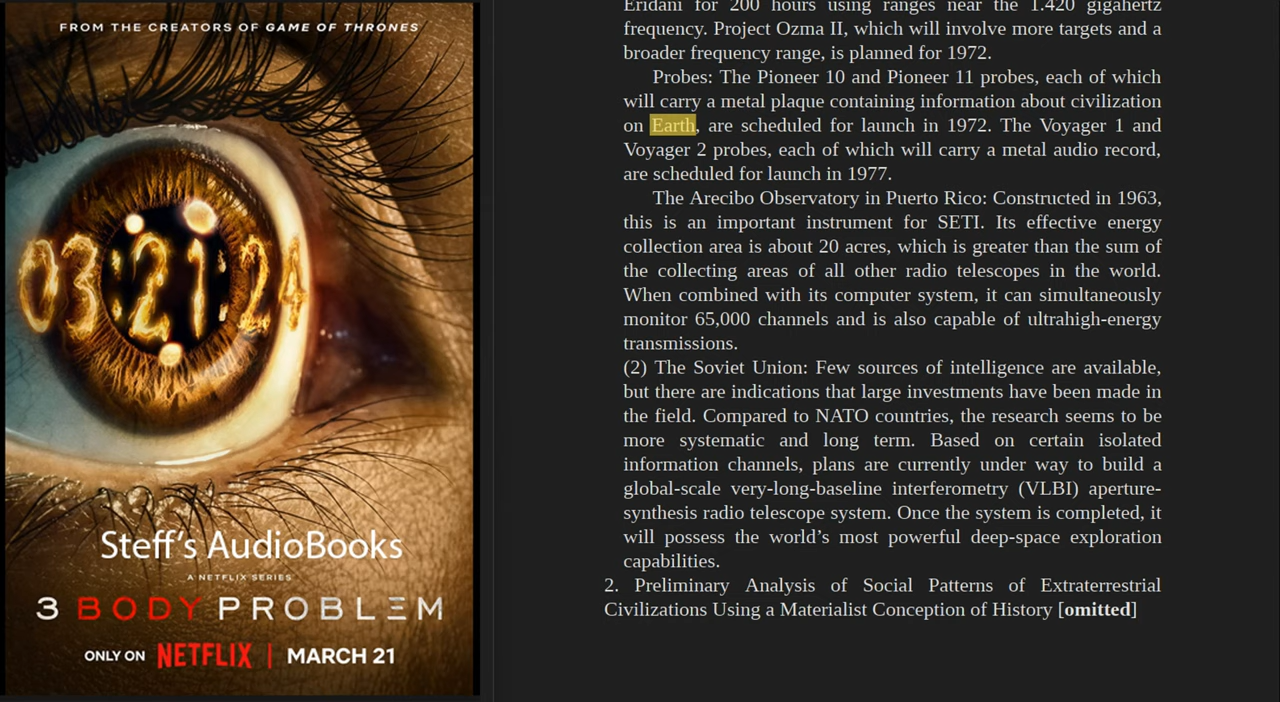 FROM THE CREATORS OF GAME OF THRONES
03:21:24
Steff's AudioBooks
A NETFLIX SERIES
3 BODY PROBLEM
ONLY ON NETFLIX | MARCH 21
Eridani for 200 hours using ranges near the 1.420 gigahertz
frequency. Project Ozma II, which will involve more targets and a
broader frequency range, is planned for 1972.
Probes: The Pioneer 10 and Pioneer 11 probes, each of which
will carry a metal plaque containing information about civilization
on Earth, are scheduled for launch in 1972. The Voyager 1 and
Voyager 2 probes, each of which will carry a metal audio record,
are scheduled for launch in 1977.
The Arecibo Observatory in Puerto Rico: Constructed in 1963,
this is an important instrument for SETI. Its effective energy
collection area is about 20 acres, which is greater than the sum of
the collecting areas of all other radio telescopes in the world.
When combined with its computer system, it can simultaneously
monitor 65,000 channels and is also capable of ultrahigh-energy
transmissions.
(2) The Soviet Union: Few sources of intelligence are available,
but there are indications that large investments have been made in
the field. Compared to NATO countries, the research seems to be
more systematic and long term. Based on certain isolated
information channels, plans are currently under way to build a
global-scale very-long-baseline interferometry (VLBI) aperture-
synthesis radio telescope system. Once the system is completed, it
will possess the world's most powerful deep-space exploration
capabilities.
2. Preliminary Analysis of Social Patterns of Extraterrestrial
Civilizations Using a Materialist Conception of History [omitted]